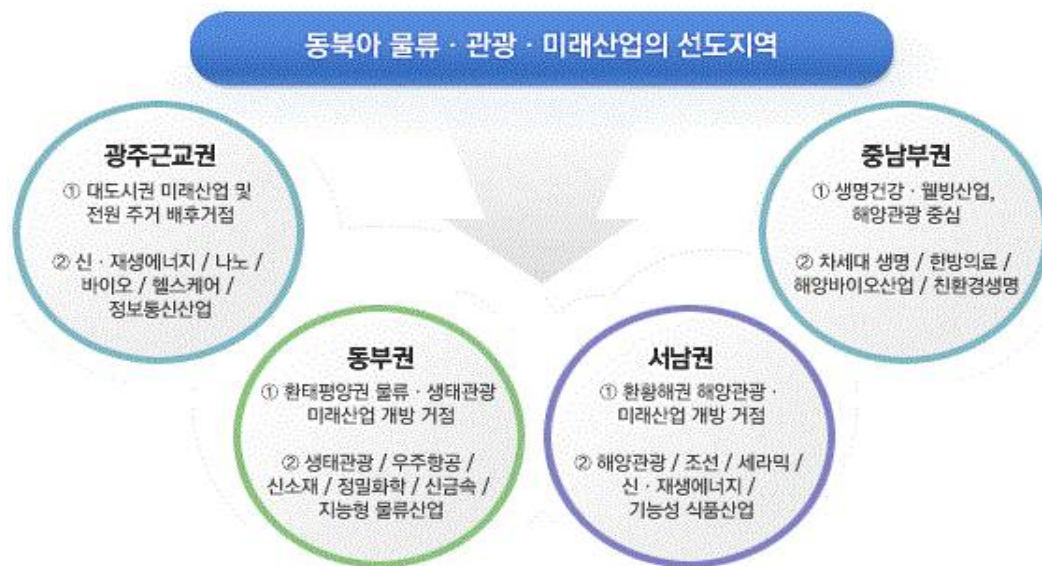 동북아 물류 · 관광 · 미래산업의 선도지역
광주근교권
① 대도시권 미래산업 및
전원 주거 배후거점
② 신 · 재생에너지 / 나노 /
바이오 / 헬스케어 /
정보통신산업
중남부권
① 생명건강 · 웰빙산업,
해양관광 중심
② 차세대 생명 / 한방의료 /
해양바이오산업 / 친환경생명
동부권
① 환태평양권 물류 · 생태관광
미래산업 개방 거점
② 생태관광 / 우주항공 /
신소재 / 정밀화학 / 신금속 /
지능형 물류산업
서남권
① 환황해권 해양관광 ·
미래산업 개방 거점
② 해양관광 / 조선 / 세라믹 /
신 · 재생에너지 /
기능성 식품산업